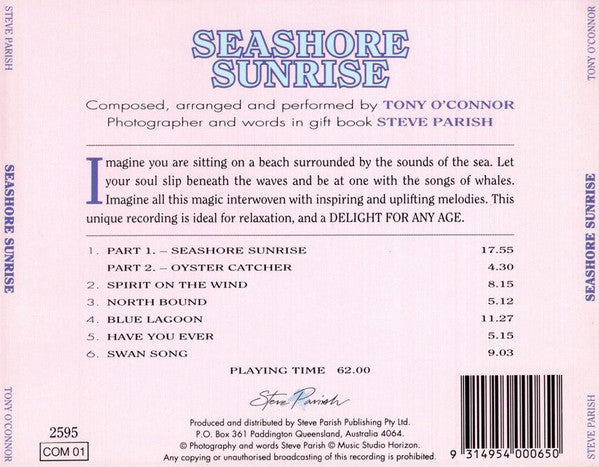 STEVE PARISH
SEASHORE SUNRISE
TONY O'CONNOR
SEASHORE
SUNRISE
Composed, arranged and performed by TONY O'CONNOR
Photographer and words in gift book STEVE PARISH
Imagine you are sitting on a beach surrounded by the sounds of the sea. Let
your soul slip beneath the waves and be at one with the songs of whales.
Imagine all this magic interwoven with inspiring and uplifting melodies. This
unique recording is ideal for relaxation, and a DELIGHT FOR ANY AGE.
1. PART 1. – SEASHORE SUNRISE 17.55
PART 2. – OYSTER CATCHER 4.30
2. SPIRIT ON THE WIND 8.15
3. NORTH BOUND 5.12
4. BLUE LAGOON 11.27
5. HAVE YOU EVER 5.15
6. SWAN SONG 9.03
PLAYING TIME 62.00
Steve Parish
Produced and distributed by Steve Parish Publishing Pty Ltd.
P.O. Box 361 Paddington Queensland, Australia 4064.
© Photography and words Steve Parish © Music Studio Horizon.
Any copying or unauthorised broadcasting of this recording is prohibited.
2595
COM 01
9 314954 000650
TONY O'CONNOR
SEASHORE SUNRISE
STEVE PARISH